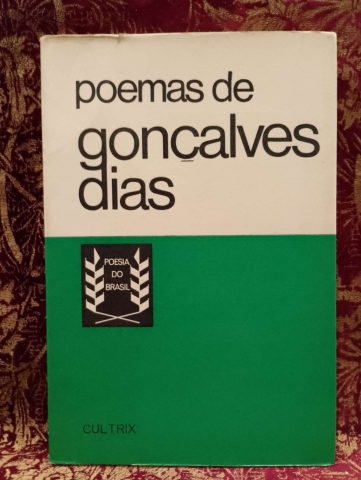 poemas de
gonçalves
dias
POESIA
DO
BRASIL
CULTRIX